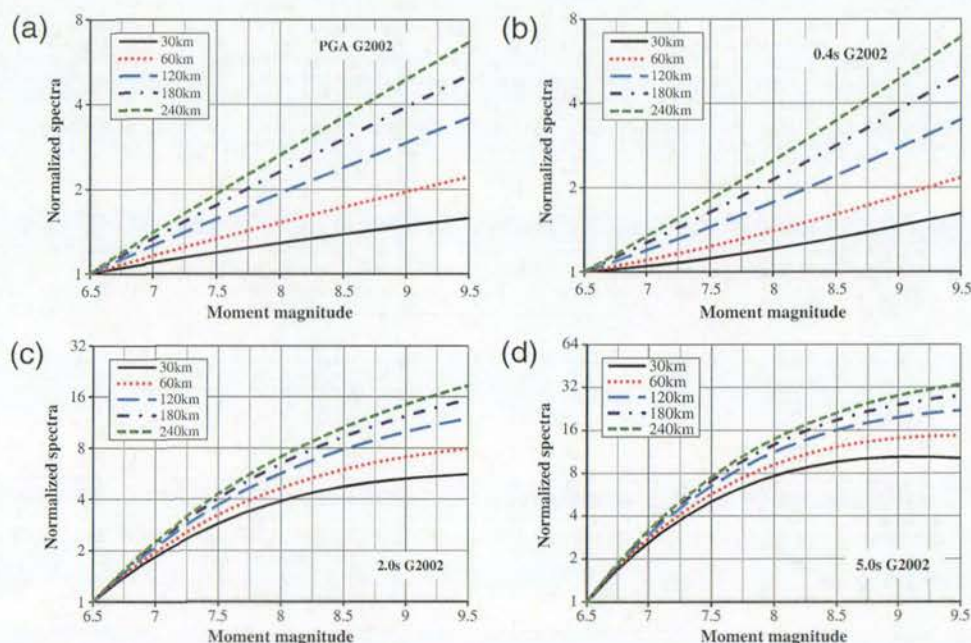 (a)
PGA G2002
30km
60km
120km
180km
240km
Normalized spectra
8
4
2
1
6.5 7 7.5 8 8.5 9 9.5
Moment magnitude
(b)
0.4s G2002
30km
60km
120km
180km
240km
Normalized spectra
8
4
2
1
6.5 7 7.5 8 8.5 9 9.5
Moment magnitude
(c)
2.0s G2002
30km
60km
120km
180km
240km
Normalized spectra
32
16
8
4
2
1
6.5 7 7.5 8 8.5 9 9.5
Moment magnitude
(d)
5.0s G2002
30km
60km
120km
180km
240km
Normalized spectra
64
32
16
8
4
2
1
6.5 7 7.5 8 8.5 9 9.5
Moment magnitude